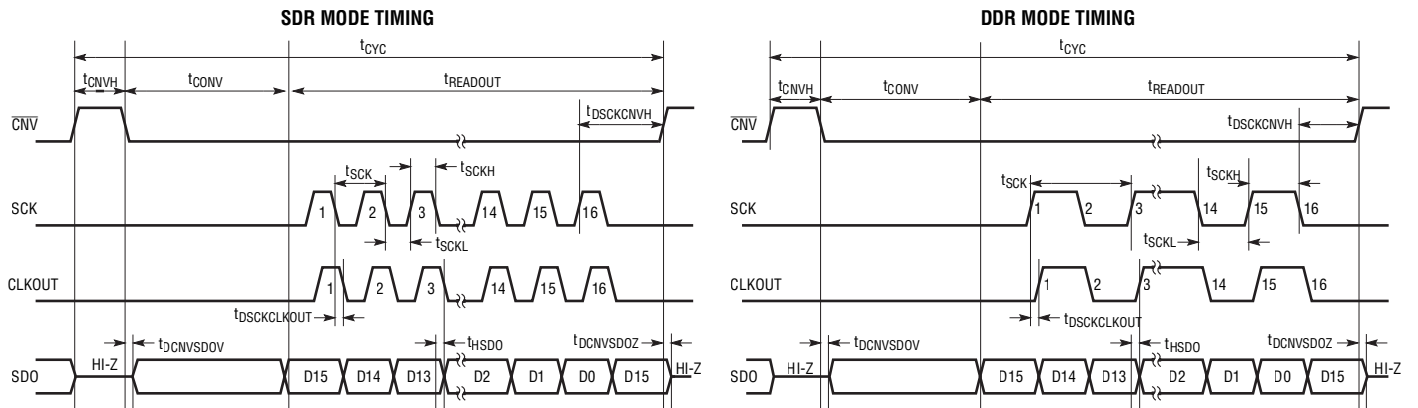 SDR MODE TIMING
tCYC
tCNVH tCONV tREADOUT
tDSCKCNVH
CNV
tSCK tSCKH
SCK 1 2 3 14 15 16
tSCKL
CLKOUT 1 2 3 14 15 16
tDSCKCLKOUT
tDCNVSDOV tHSDO tDCNVSDOZ
SDO HI-Z D15 D14 D13 D2 D1 D0 D15 HI-Z
DDR MODE TIMING
tCYC
tCNVH tCONV tREADOUT
tDSCKCNVH
CNV
tSCK tSCKH
SCK 1 2 3 14 15 16
tSCKL
CLKOUT 1 2 3 14 15 16
tDSCKCLKOUT
tDCNVSDOV tHSDO tDCNVSDOZ
SDO HI-Z D15 D14 D13 D2 D1 D0 D15 HI-Z